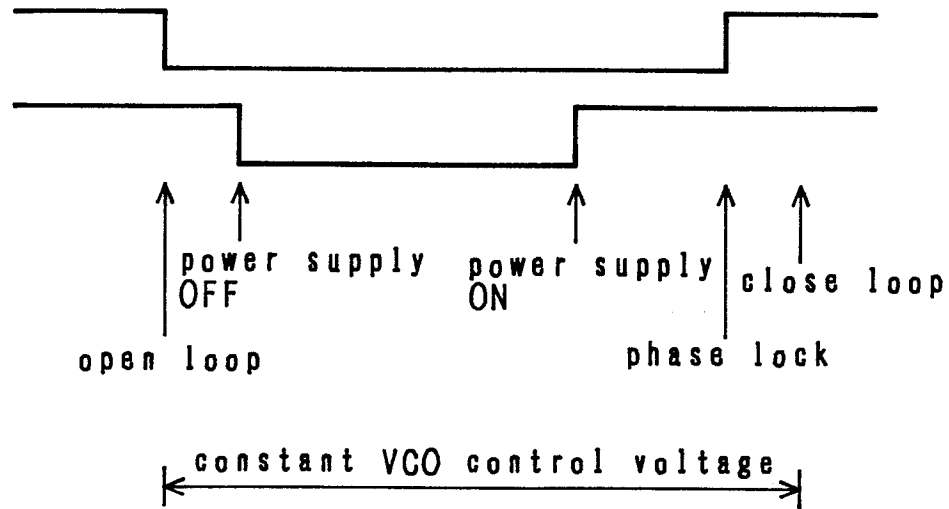 power supply
OFF
power supply
ON
close loop
open loop
phase lock
constant VCO control voltage